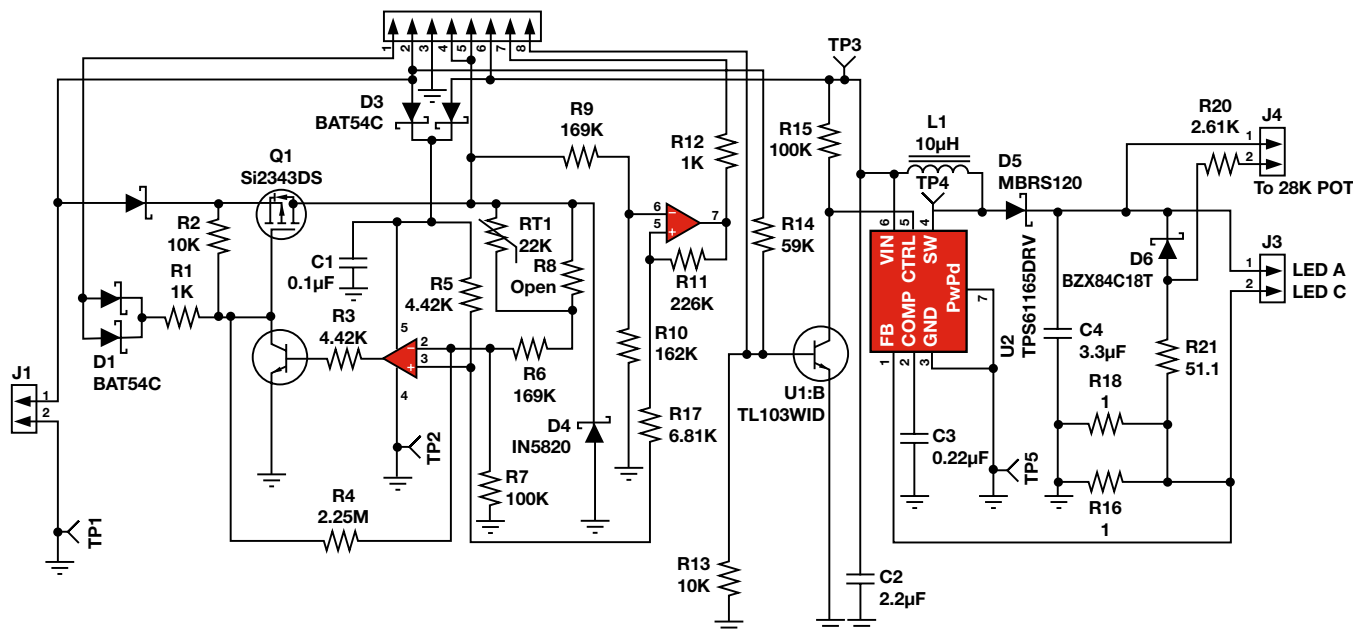 1 2 3 4 5 6 7 8
TP3
D3
BAT54C
R9
169K
R12
1K
R15
100K
L1
10µH
TP4
D5
MBRS120
R20
2.61K
J4
1
2
To 28K POT
Q1
Si2343DS
R2
10K
R1
1K
C1
0.1µF
RT1
22K
R8
Open
R5
4.42K
6
5
7
R11
226K
R14
59K
6 5 4
VIN
CTRL
SW
PwPd
FB
COMP
GND
7
1 2 3
U2
TPS61165DRV
D6
BZX84C18T
J3
1
2
LED A
LED C
D1
BAT54C
R3
4.42K
5
2
3
4
R6
169K
R10
162K
C4
3.3µF
R21
51.1
J1
1
2
U1:B
TL103WID
R18
1
D4
IN5820
R17
6.81K
TP2
C3
0.22µF
TP5
R7
100K
R4
2.25M
R16
1
TP1
R13
10K
C2
2.2µF